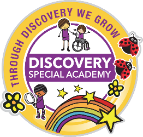 THROUGH DISCOVERY WE GROW
DISCOVERY
SPECIAL ACADEMY